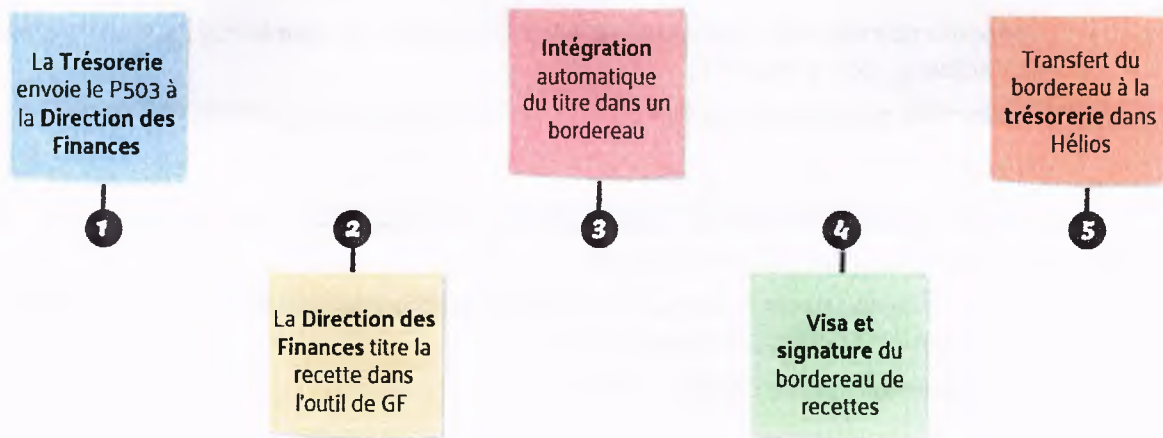 La Trésorerie
envoie le P503 à
la Direction des
Finances
1
2
La Direction des
Finances titre la
recette dans
l'outil de GF
Intégration
automatique
du titre dans un
bordereau
3
4
Visa et
signature du
bordereau de
recettes
Transfert du
bordereau à la
trésorerie dans
Hélios
5